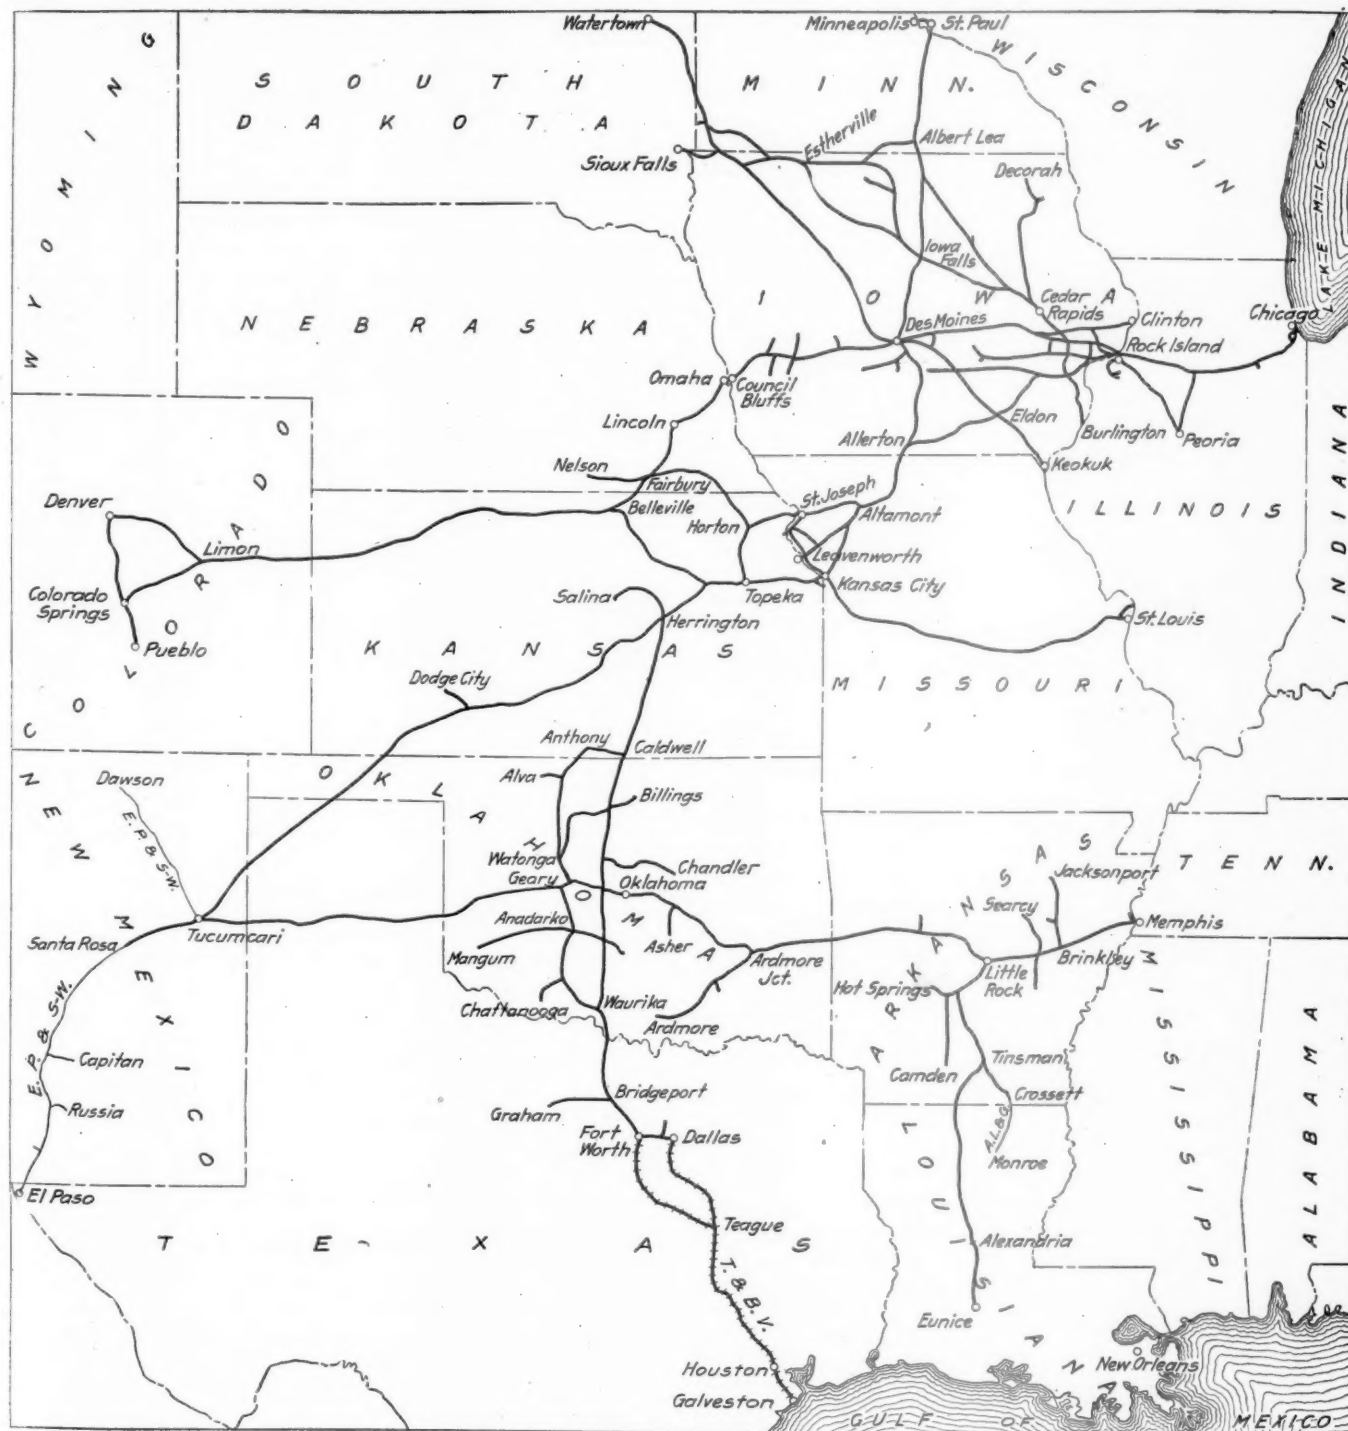 Watertown
Minneapolis
St. Paul
WISCONSIN
WYOMING
SOUTH
DAKOTA
MINN.
LAKE MICHIGAN
Estherville
Albert Lea
Sioux Falls
Decorah
Iowa
Falls
IOWA
NEBRASKA
Cedar
Rapids
Clinton
Chicago
Des Moines
Rock Island
Omaha
Council
Bluffs
Lincoln
Eldon
Allerton
Burlington
Peoria
INDIANA
Nelson
Fairbury
Keokuk
Denver
COLORADO
Belleville
Horton
St. Joseph
Altamont
ILLINOIS
Limon
Leavenworth
Colorado
Springs
Salina
Topeka
Kansas City
Herrington
St. Louis
Pueblo
KANSAS
Dodge City
MISSOURI
Anthony
Caldwell
NEW MEXICO
Dawson
E. P. & S-W.
OKLAHOMA
Alva
Billings
Watonga
Geary
Chandler
Oklahoma
ARKANSAS
Jacksonport
TENN.
Searcy
Tucumcari
Santa Rosa
Anadarko
Mangum
Asher
Ardmore
Jct.
Memphis
Brinkley
Little
Rock
Hot Springs
Chattanooga
Waurika
Ardmore
E. P. & S-W.
Capitan
Russia
Camden
Tinsman
Crossett
A.L.& G.
Monroe
MISSISSIPPI
ALABAMA
Bridgeport
Graham
Fort
Worth
Dallas
El Paso
TEXAS
Teague
T. & B. V.
LOUISIANA
Alexandria
Eunice
Houston
Galveston
New Orleans
GULF OF MEXICO